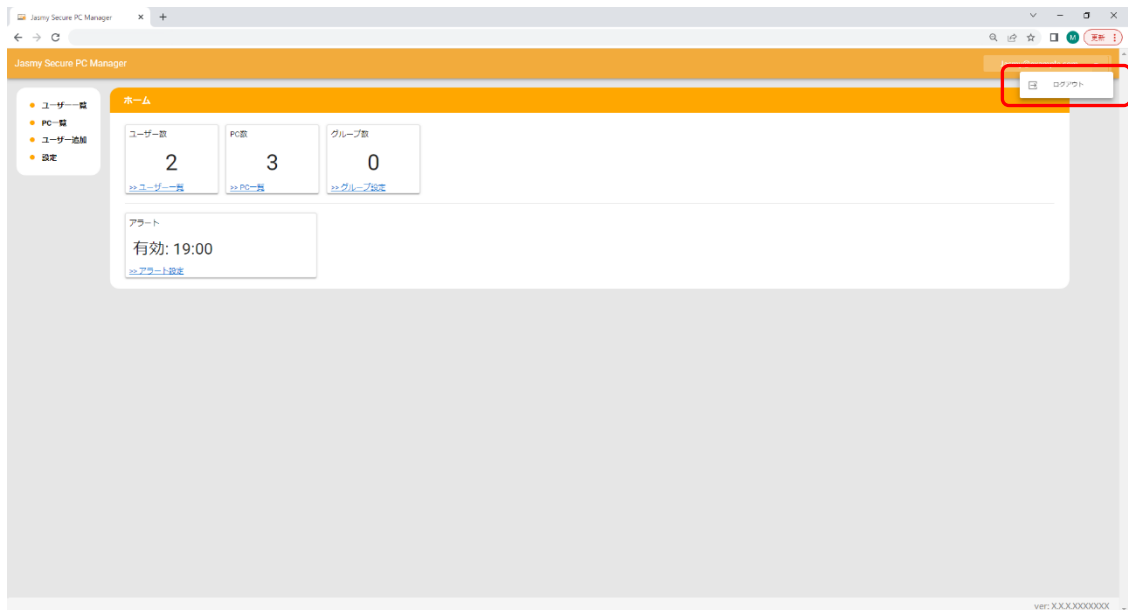 Jasmy Secure PC Manager
更新
Jasmy Secure PC Manager
ログアウト
ユーザー一覧
PC一覧
ユーザー追加
設定
ホーム
ユーザー数
2
>> ユーザー一覧
PC数
3
>> PC一覧
グループ数
0
>> グループ設定
アラート
有効: 19:00
>> アラート設定
M
ver: X.X.X.XXXXXXX